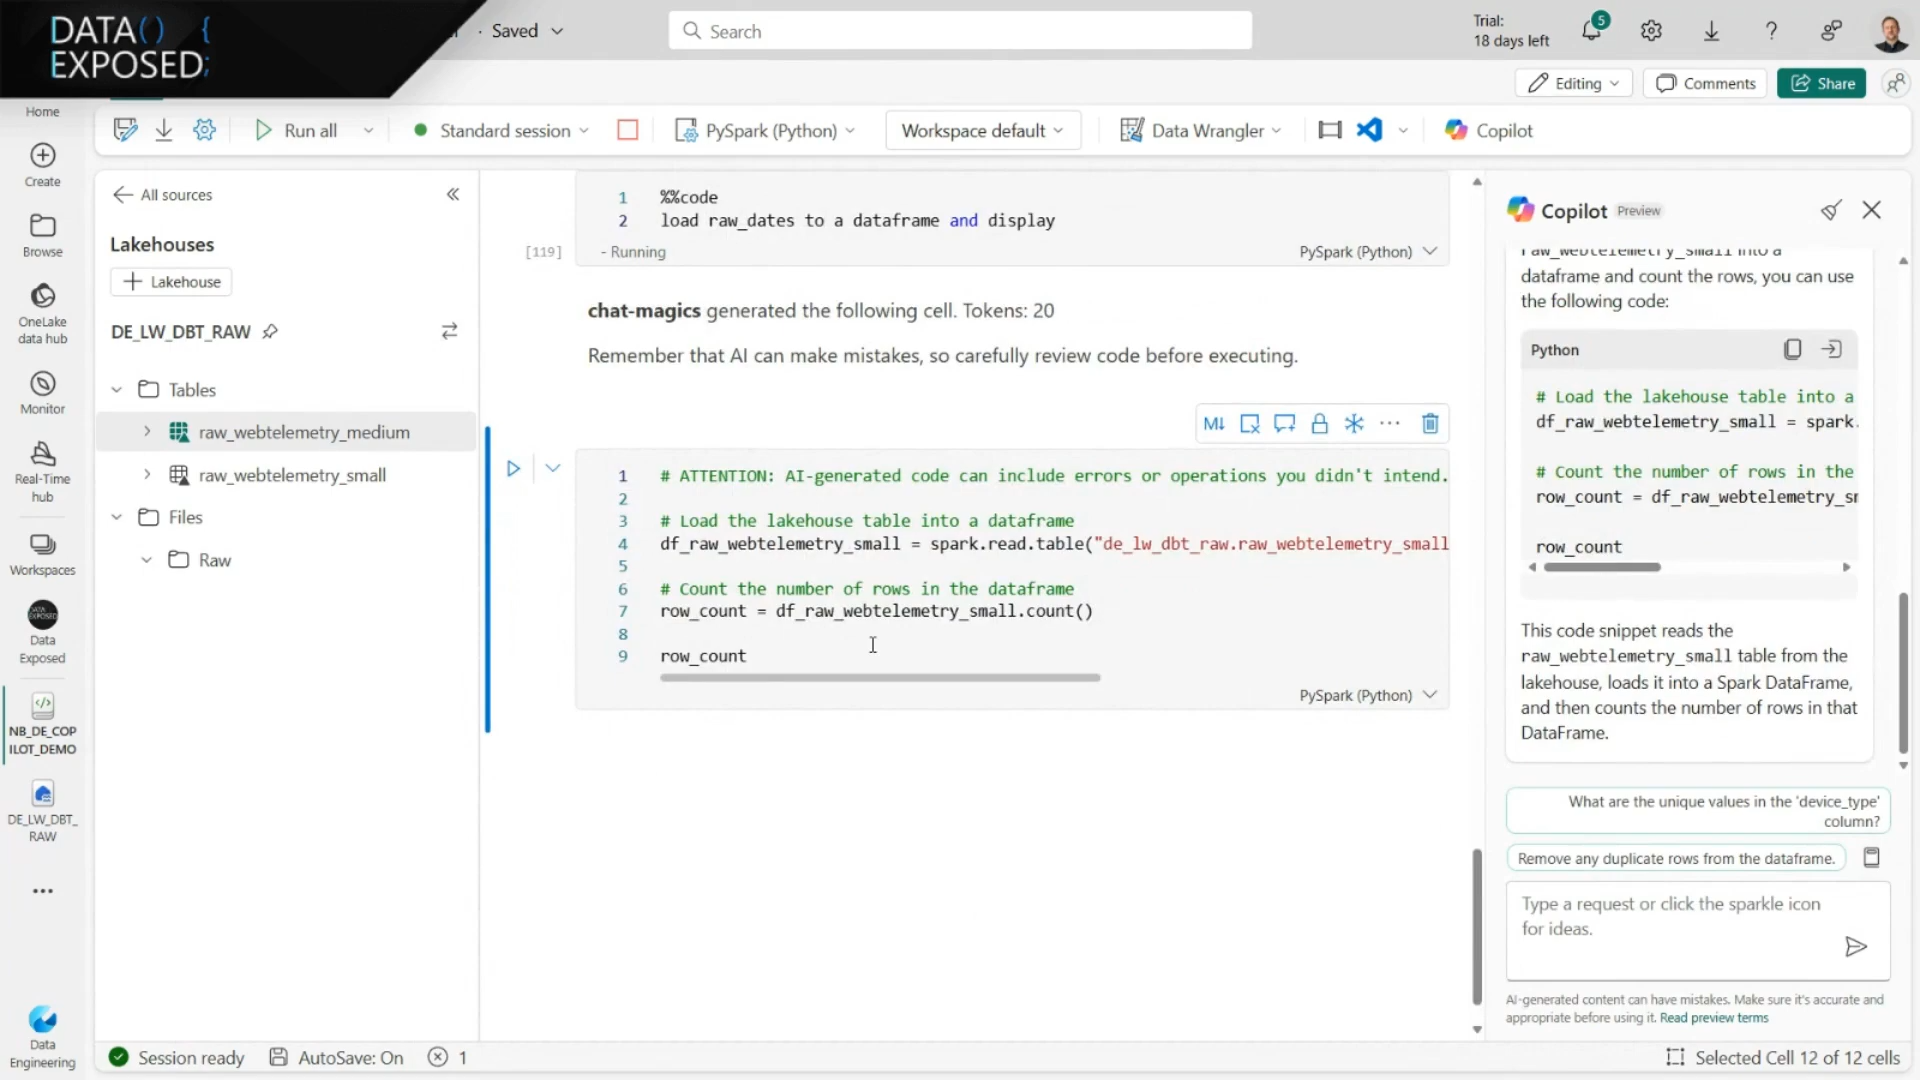 DATA() {
EXPOSED;
Saved
Search
Trial:
18 days left
5
Editing
Comments
Share
Home
Create
Browse
OneLake
data hub
Monitor
Real-Time
hub
Workspaces
DATA
EXPOSED
Data
Exposed
NB_DE_COP
ILOT_DEMO
DE_LW_DBT_
RAW
Data
Engineering
Run all
Standard session
PySpark (Python)
Workspace default
Data Wrangler
Copilot
All sources
Lakehouses
Lakehouse
DE_LW_DBT_RAW
Tables
raw_webtelemetry_medium
raw_webtelemetry_small
Files
Raw
1 %%code
2 load raw_dates to a dataframe and display
[119]
- Running
PySpark (Python)
chat-magics generated the following cell. Tokens: 20
Remember that AI can make mistakes, so carefully review code before executing.
M↓
1 # ATTENTION: AI-generated code can include errors or operations you didn't intend.
2
3 # Load the lakehouse table into a dataframe
4 df_raw_webtelemetry_small = spark.read.table("de_lw_dbt_raw.raw_webtelemetry_small
5
6 # Count the number of rows in the dataframe
7 row_count = df_raw_webtelemetry_small.count()
8
9 row_count
PySpark (Python)
Copilot Preview
raw_webtelemetry_small into a
dataframe and count the rows, you can use
the following code:
Python
# Load the lakehouse table into a
df_raw_webtelemetry_small = spark.
# Count the number of rows in the
row_count = df_raw_webtelemetry_sm
row_count
This code snippet reads the
raw_webtelemetry_small table from the
lakehouse, loads it into a Spark DataFrame,
and then counts the number of rows in that
DataFrame.
What are the unique values in the 'device_type'
column?
Remove any duplicate rows from the dataframe.
Type a request or click the sparkle icon
for ideas.
AI-generated content can have mistakes. Make sure it's accurate and
appropriate before using it. Read preview terms
Session ready
AutoSave: On
1
Selected Cell 12 of 12 cells